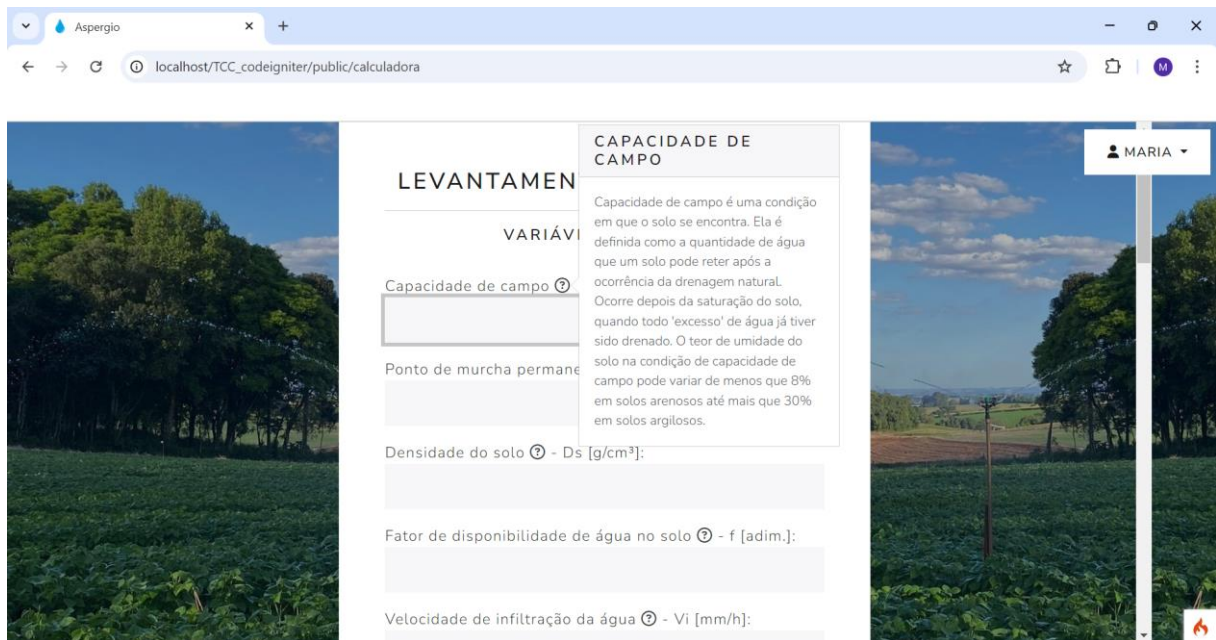 Aspergio
localhost/TCC_codeigniter/public/calculadora
M
MARIA
LEVANTAMEN
VARIÁVI
Capacidade de campo
CAPACIDADE DE
CAMPO
Capacidade de campo é uma condição
em que o solo se encontra. Ela é
definida como a quantidade de água
que um solo pode reter após a
ocorrência da drenagem natural.
Ocorre depois da saturação do solo,
quando todo 'excesso' de água já tiver
sido drenado. O teor de umidade do
solo na condição de capacidade de
campo pode variar de menos que 8%
em solos arenosos até mais que 30%
em solos argilosos.
Ponto de murcha permane
Densidade do solo ? - Ds [g/cm³]:
Fator de disponibilidade de água no solo ? - f [adim.]:
Velocidade de infiltração da água ? - Vi [mm/h]: